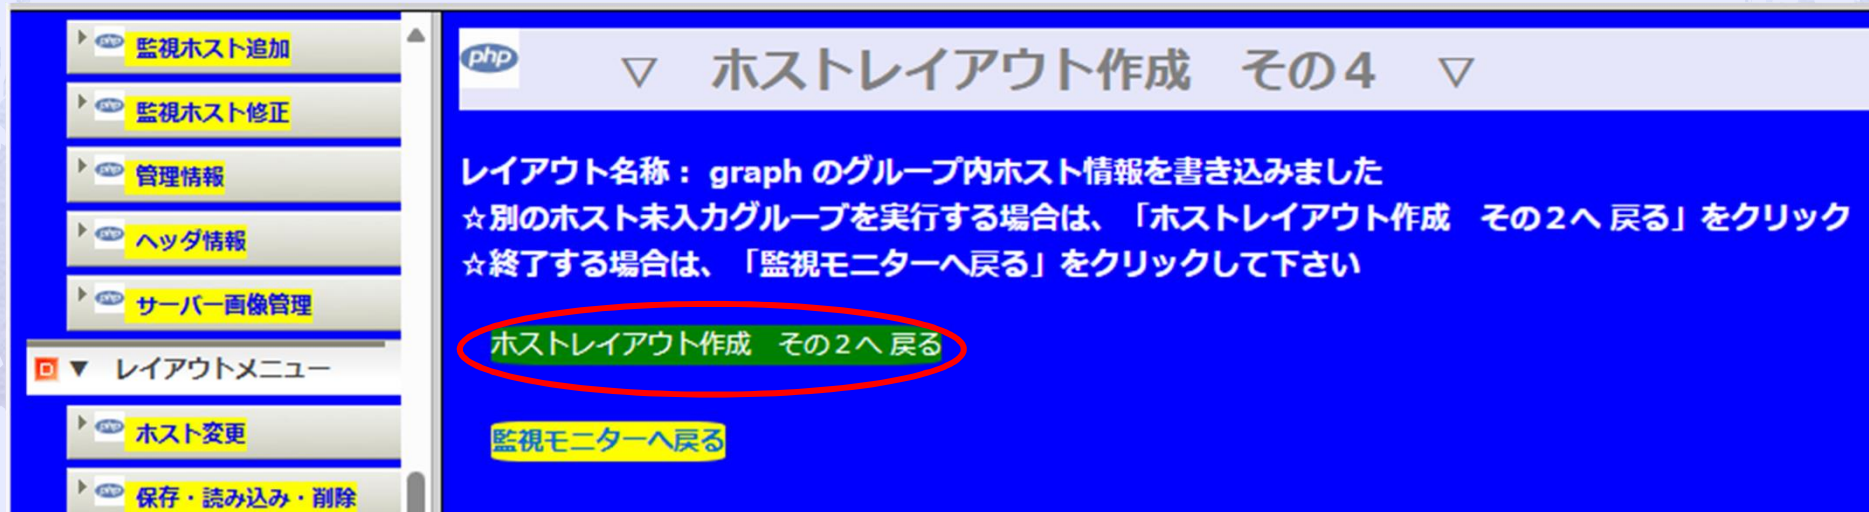 監視ホスト追加
監視ホスト修正
管理情報
ヘッダ情報
サーバー画像管理
▼ レイアウトメニュー
ホスト変更
保存・読み込み・削除
php ▽ ホストレイアウト作成 その４ ▽
レイアウト名称： graph のグループ内ホスト情報を書き込みました
☆別のホスト未入力グループを実行する場合は、「ホストレイアウト作成 その２へ 戻る」をクリック
☆終了する場合は、「監視モニターへ戻る」をクリックして下さい
ホストレイアウト作成 その２へ 戻る
監視モニターへ戻る